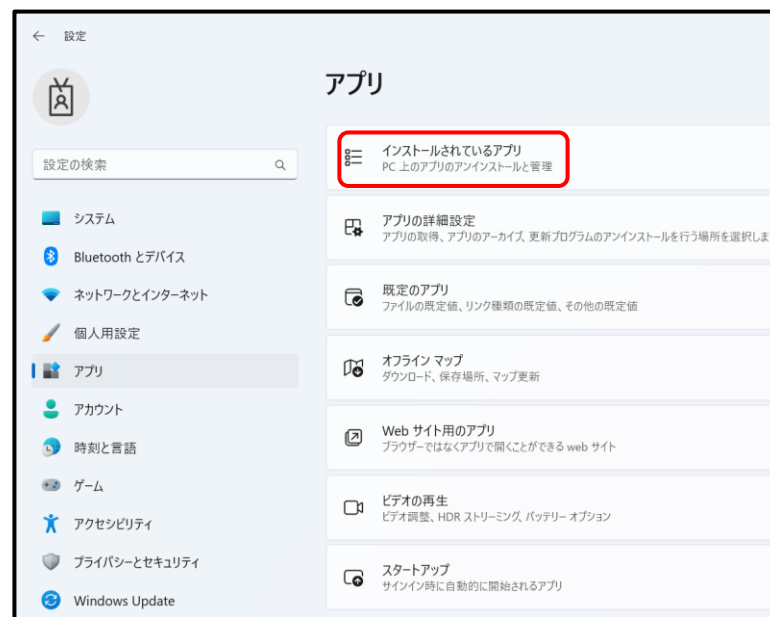 ← 設定
アプリ
設定の検索
システム
Bluetooth とデバイス
ネットワークとインターネット
個人用設定
アプリ
アカウント
時刻と言語
ゲーム
アクセシビリティ
プライバシーとセキュリティ
Windows Update
インストールされているアプリ
PC 上のアプリのアンインストールと管理
アプリの詳細設定
アプリの取得、アプリのアーカイブ、更新プログラムのアンインストールを行う場所を選択しま
既定のアプリ
ファイルの既定値、リンク種類の既定値、その他の既定値
オフライン マップ
ダウンロード、保存場所、マップ更新
Web サイト用のアプリ
ブラウザーではなくアプリで開くことができる web サイト
ビデオの再生
ビデオ調整、HDR ストリーミング、バッテリー オプション
スタートアップ
サインイン時に自動的に開始されるアプリ